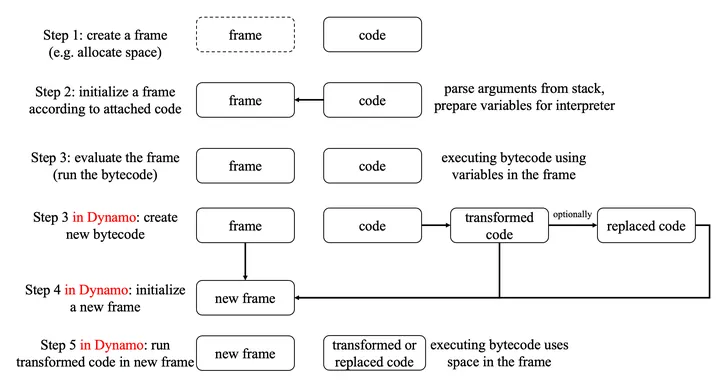 Step 1: create a frame
(e.g. allocate space)
frame
code
Step 2: initialize a frame
according to attached code
frame
code
parse arguments from stack,
prepare variables for interpreter
Step 3: evaluate the frame
(run the bytecode)
frame
code
executing bytecode using
variables in the frame
Step 3 in Dynamo: create
new bytecode
frame
code
transformed
code
optionally
replaced code
Step 4 in Dynamo: initialize
a new frame
new frame
Step 5 in Dynamo: run
transformed code in new frame
new frame
transformed or
replaced code
executing bytecode uses
space in the frame